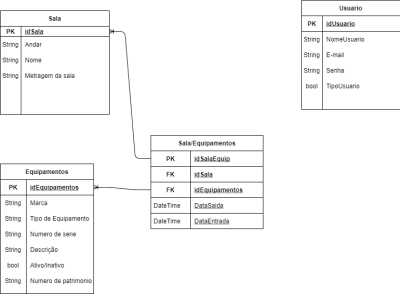 Sala
PK idSala
String Andar
String Nome
String Metragem da sala
Usuario
PK idUsuario
String NomeUsuario
String E-mail
String Senha
bool TipoUsuario
Sala/Equipamentos
PK idSalaEquip
FK idSala
FK idEquipamentos
DateTime DataSaida
DateTime DataEntrada
Equipamentos
PK idEquipamentos
String Marca
String Tipo de Equipamento
String Numero de serie
String Descrição
bool Ativo/Inativo
String Numero de patrimonio